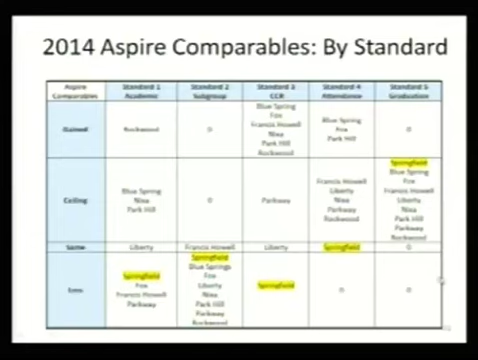 2014 Aspire Comparables: By Standard
Aspire Comparables
Standard 1 Academic
Standard 2 Subgroup
Standard 3 CCR
Standard 4 Attendance
Standard 5 Graduation
Gained
Rockwood
0
Blue Spring
Fox
Francis Howell
Nixa
Park Hill
Rockwood
Blue Spring
Fox
Park Hill
0
Ceiling
Blue Spring
Nixa
Park Hill
0
Parkway
Francis Howell
Liberty
Nixa
Parkway
Rockwood
Springfield
Blue Spring
Fox
Francis Howell
Liberty
Nixa
Park Hill
Parkway
Rockwood
Same
Liberty
Francis Howell
Liberty
Springfield
0
Loss
Springfield
Fox
Francis Howell
Parkway
Springfield
Blue Springs
Fox
Liberty
Nixa
Park Hill
Parkway
Rockwood
Springfield
0
0